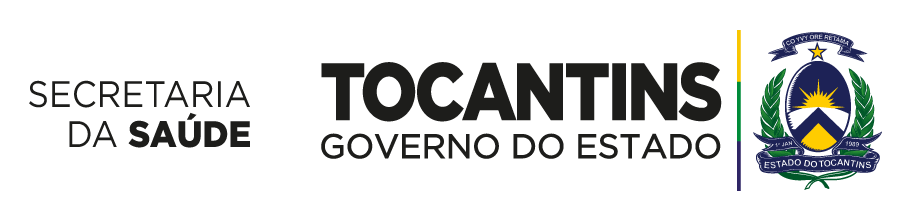 SECRETARIA
DA SAÚDE
TOCANTINS
GOVERNO DO ESTADO
CO YVY ORE RETAMA
1º JAN 1989
ESTADO DO TOCANTINS